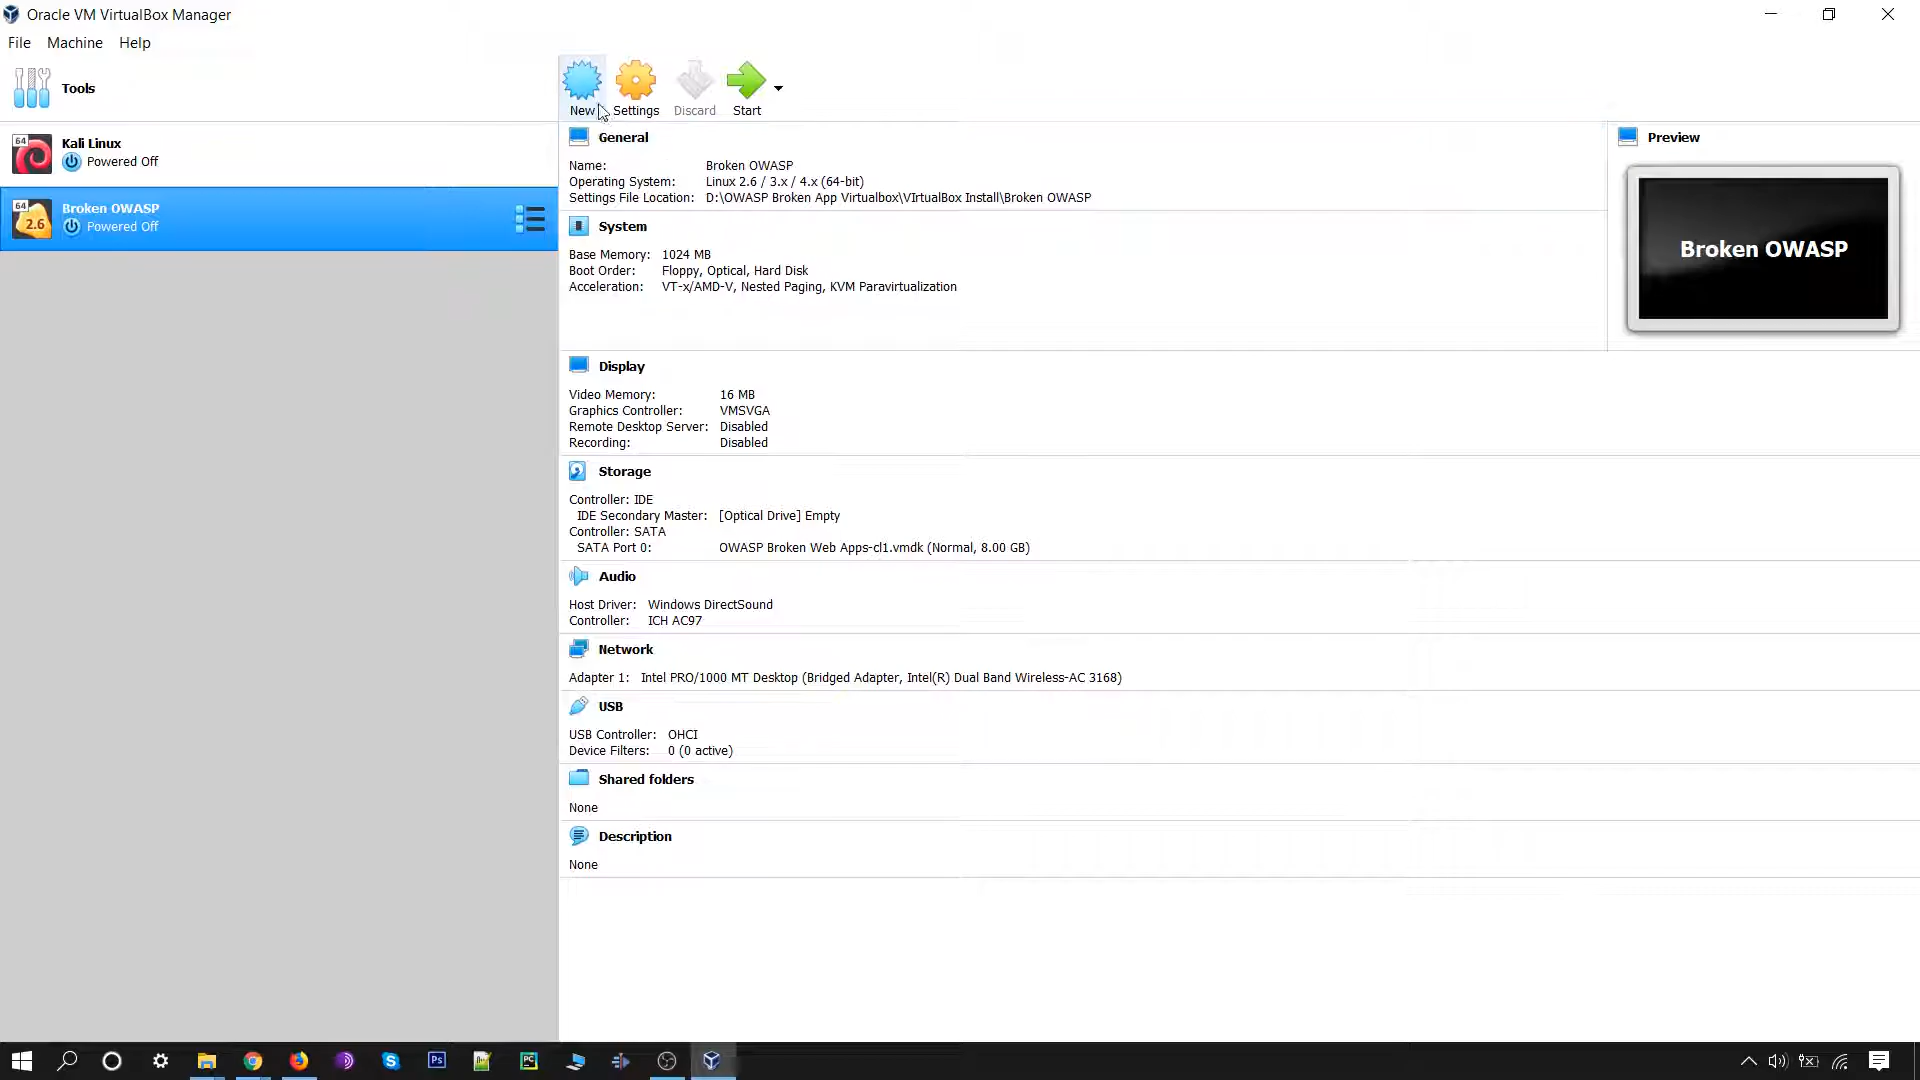 Oracle VM VirtualBox Manager
File Machine Help
Tools
New Settings Discard Start
64
Kali Linux
Powered Off
64
2.6
Broken OWASP
Powered Off
General
Name: Broken OWASP
Operating System: Linux 2.6 / 3.x / 4.x (64-bit)
Settings File Location: D:\OWASP Broken App Virtualbox\VIrtualBox Install\Broken OWASP
Preview
Broken OWASP
System
Base Memory: 1024 MB
Boot Order: Floppy, Optical, Hard Disk
Acceleration: VT-x/AMD-V, Nested Paging, KVM Paravirtualization
Display
Video Memory: 16 MB
Graphics Controller: VMSVGA
Remote Desktop Server: Disabled
Recording: Disabled
Storage
Controller: IDE
IDE Secondary Master: [Optical Drive] Empty
Controller: SATA
SATA Port 0: OWASP Broken Web Apps-cl1.vmdk (Normal, 8.00 GB)
Audio
Host Driver: Windows DirectSound
Controller: ICH AC97
Network
Adapter 1: Intel PRO/1000 MT Desktop (Bridged Adapter, Intel(R) Dual Band Wireless-AC 3168)
USB
USB Controller: OHCI
Device Filters: 0 (0 active)
Shared folders
None
Description
None
S
Ps
PC